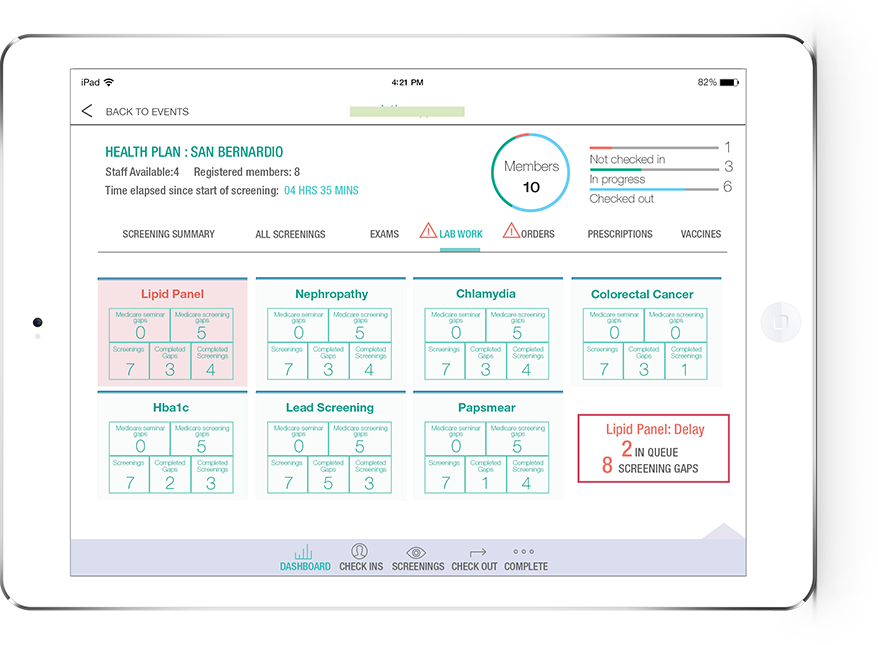 iPad 4:21 PM 82%
BACK TO EVENTS
HEALTH PLAN : SAN BERNARDIO
Staff Available:4 Registered members: 8
Time elapsed since start of screening: 04 HRS 35 MINS
Members
10
1
Not checked in
3
In progress
6
Checked out
SCREENING SUMMARY ALL SCREENINGS EXAMS LAB WORK ORDERS PRESCRIPTIONS VACCINES
Lipid Panel
Medicare seminar gaps 0
Medicare screening gaps 5
Screenings 7
Completed Gaps 3
Completed Screenings 4
Nephropathy
Medicare seminar gaps 0
Medicare screening gaps 5
Screenings 7
Completed Gaps 3
Completed Screenings 4
Chlamydia
Medicare seminar gaps 0
Medicare screening gaps 5
Screenings 7
Completed Gaps 3
Completed Screenings 4
Colorectal Cancer
Medicare seminar gaps 0
Medicare screening gaps 0
Screenings 7
Completed Gaps 3
Completed Screenings 1
Hba1c
Medicare seminar gaps 0
Medicare screening gaps 5
Screenings 7
Completed Gaps 2
Completed Screenings 3
Lead Screening
Medicare seminar gaps 0
Medicare screening gaps 5
Screenings 7
Completed Gaps 5
Completed Screenings 3
Papsmear
Medicare seminar gaps 0
Medicare screening gaps 5
Screenings 7
Completed Gaps 1
Completed Screenings 4
Lipid Panel: Delay
2 IN QUEUE
8 SCREENING GAPS
DASHBOARD CHECK INS SCREENINGS CHECK OUT COMPLETE